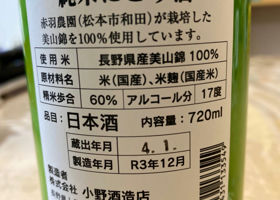 純米にごり酒
赤羽農園(松本市和田)が栽培した
美山錦を100%使用しています。
使用米 長野県産美山錦 100%
原材料名 米(国産)、米麹(国産米)
精米歩合 60% アルコール分 17度
品目:日本酒 内容量:720ml
蔵出年月 4.1.
製造年月 R3年12月
製造者
株式会社 小野酒造店